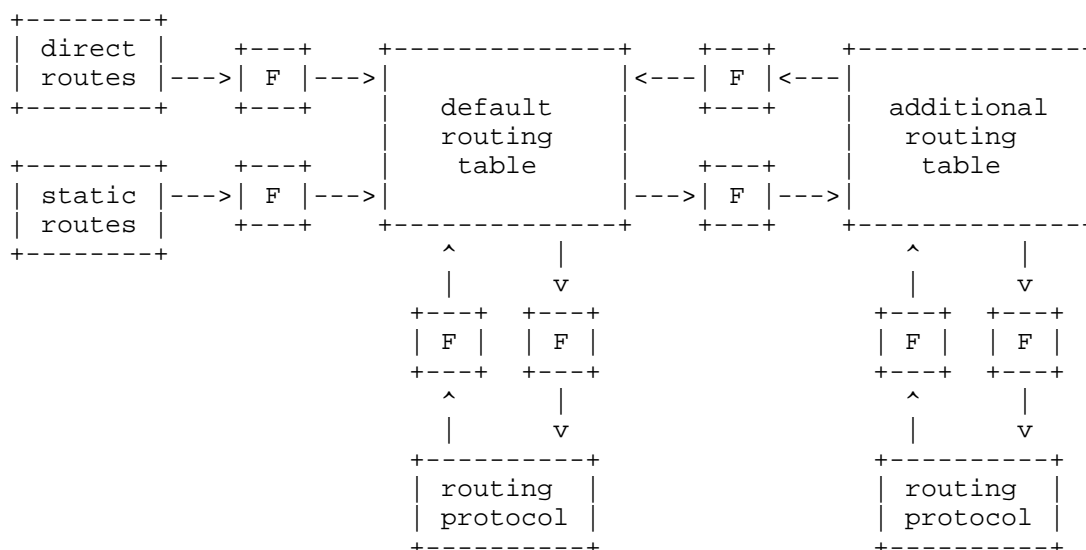 direct
routes
F
default
routing
table
F
additional
routing
table
static
routes
F
F
F
F
F
F
routing
protocol
routing
protocol